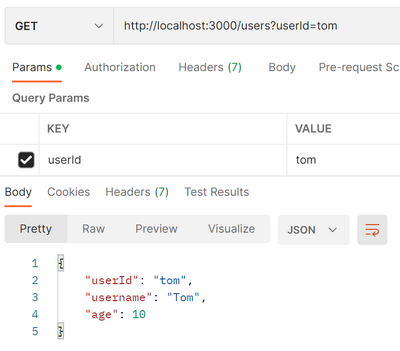 GET http://localhost:3000/users?userId=tom
Params Authorization Headers (7) Body Pre-request Sc
Query Params
KEY VALUE
userId tom
Body Cookies Headers (7) Test Results
Pretty Raw Preview Visualize JSON
1 {
2 "userId": "tom",
3 "username": "Tom",
4 "age": 10
5 }